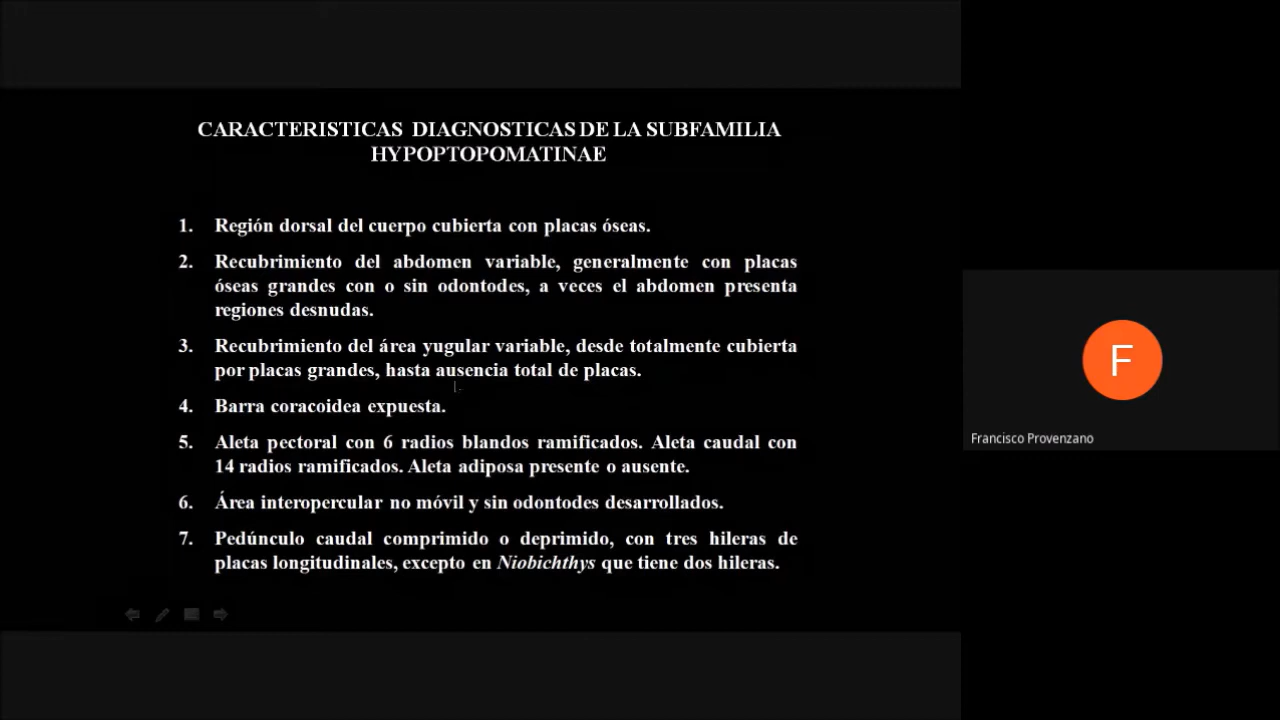 CARACTERISTICAS DIAGNOSTICAS DE LA SUBFAMILIA
HYPOPTOPOMATINAE
1. Región dorsal del cuerpo cubierta con placas óseas.
2. Recubrimiento del abdomen variable, generalmente con placas
óseas grandes con o sin odontodes, a veces el abdomen presenta
regiones desnudas.
3. Recubrimiento del área yugular variable, desde totalmente cubierta
por placas grandes, hasta ausencia total de placas.
4. Barra coracoidea expuesta.
5. Aleta pectoral con 6 radios blandos ramificados. Aleta caudal con
14 radios ramificados. Aleta adiposa presente o ausente.
6. Área interopercular no móvil y sin odontodes desarrollados.
7. Pedúnculo caudal comprimido o deprimido, con tres hileras de
placas longitudinales, excepto en Niobichthys que tiene dos hileras.
F
Francisco Provenzano